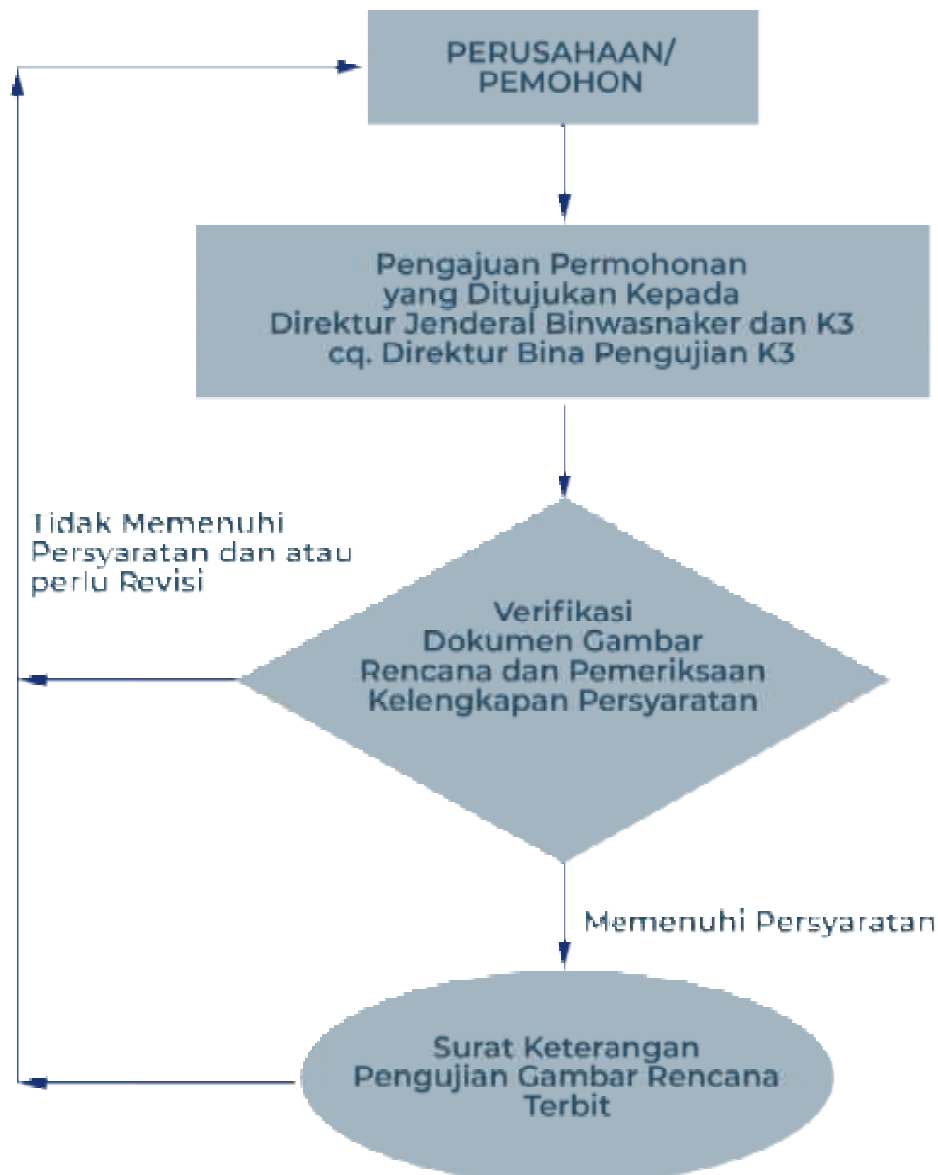 PERUSAHAAN/
PEMOHON
Pengajuan Permohonan
yang Ditujukan Kepada
Direktur Jenderal Binwasnaker dan K3
cq. Direktur Bina Pengujian K3
Tidak Memenuhi
Persyaratan dan atau
perlu Revisi
Verifikasi
Dokumen Gambar
Rencana dan Pemeriksaan
Kelengkapan Persyaratan
Memenuhi Persyaratan
Surat Keterangan
Pengujian Gambar Rencana
Terbit